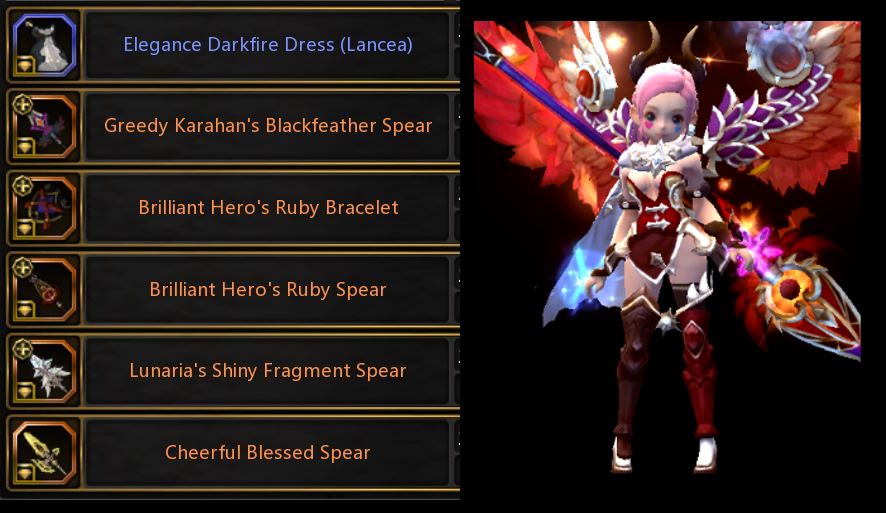 Elegance Darkfire Dress (Lancea)
Greedy Karahan's Blackfeather Spear
Brilliant Hero's Ruby Bracelet
Brilliant Hero's Ruby Spear
Lunaria's Shiny Fragment Spear
Cheerful Blessed Spear